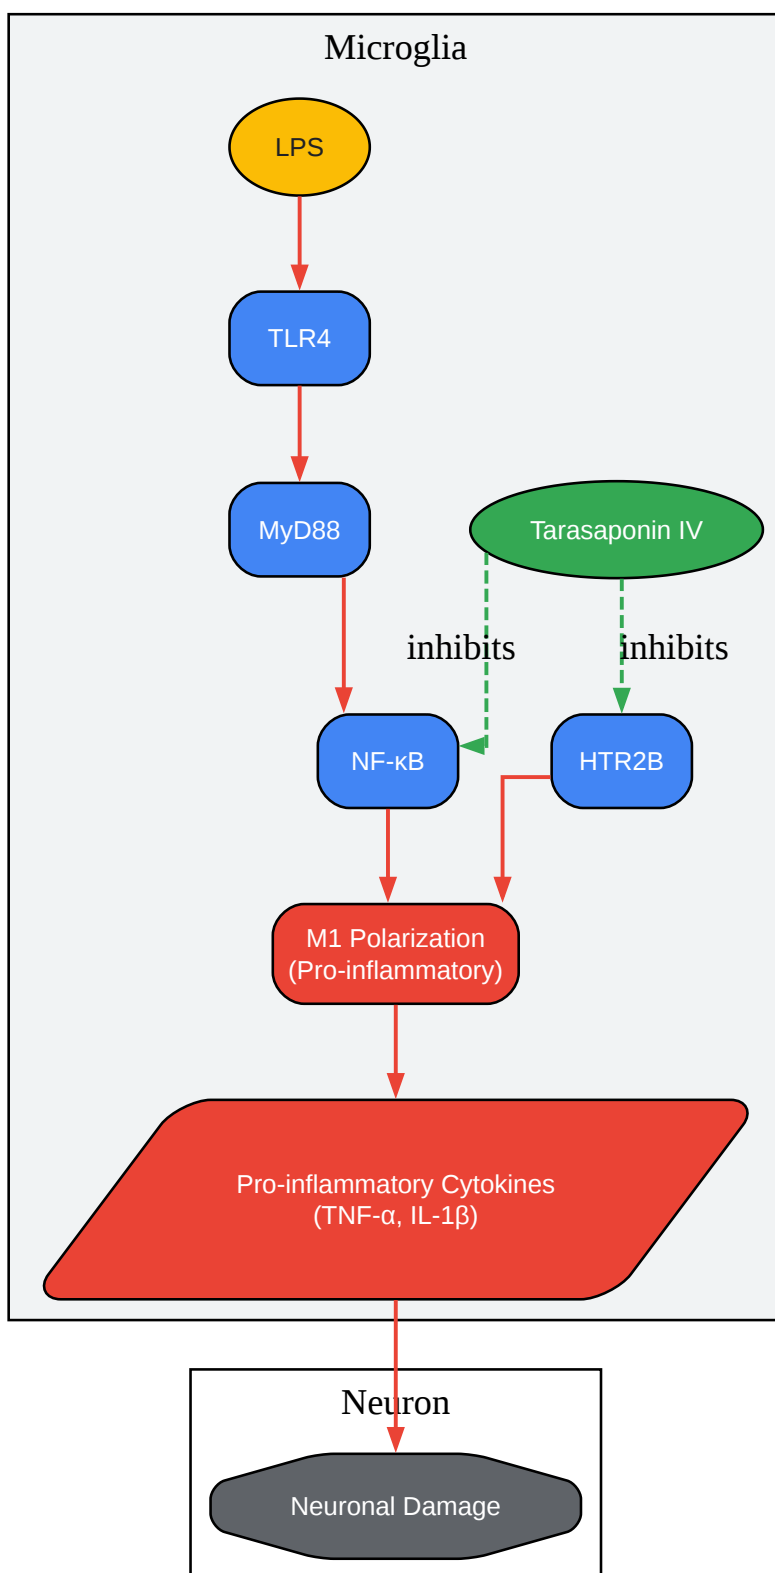 Microglia
LPS
TLR4
MyD88
Tarasaponin IV
inhibits
inhibits
NF-κB
HTR2B
M1 Polarization
(Pro-inflammatory)
Pro-inflammatory Cytokines
(TNF-α, IL-1β)
Neuron
Neuronal Damage